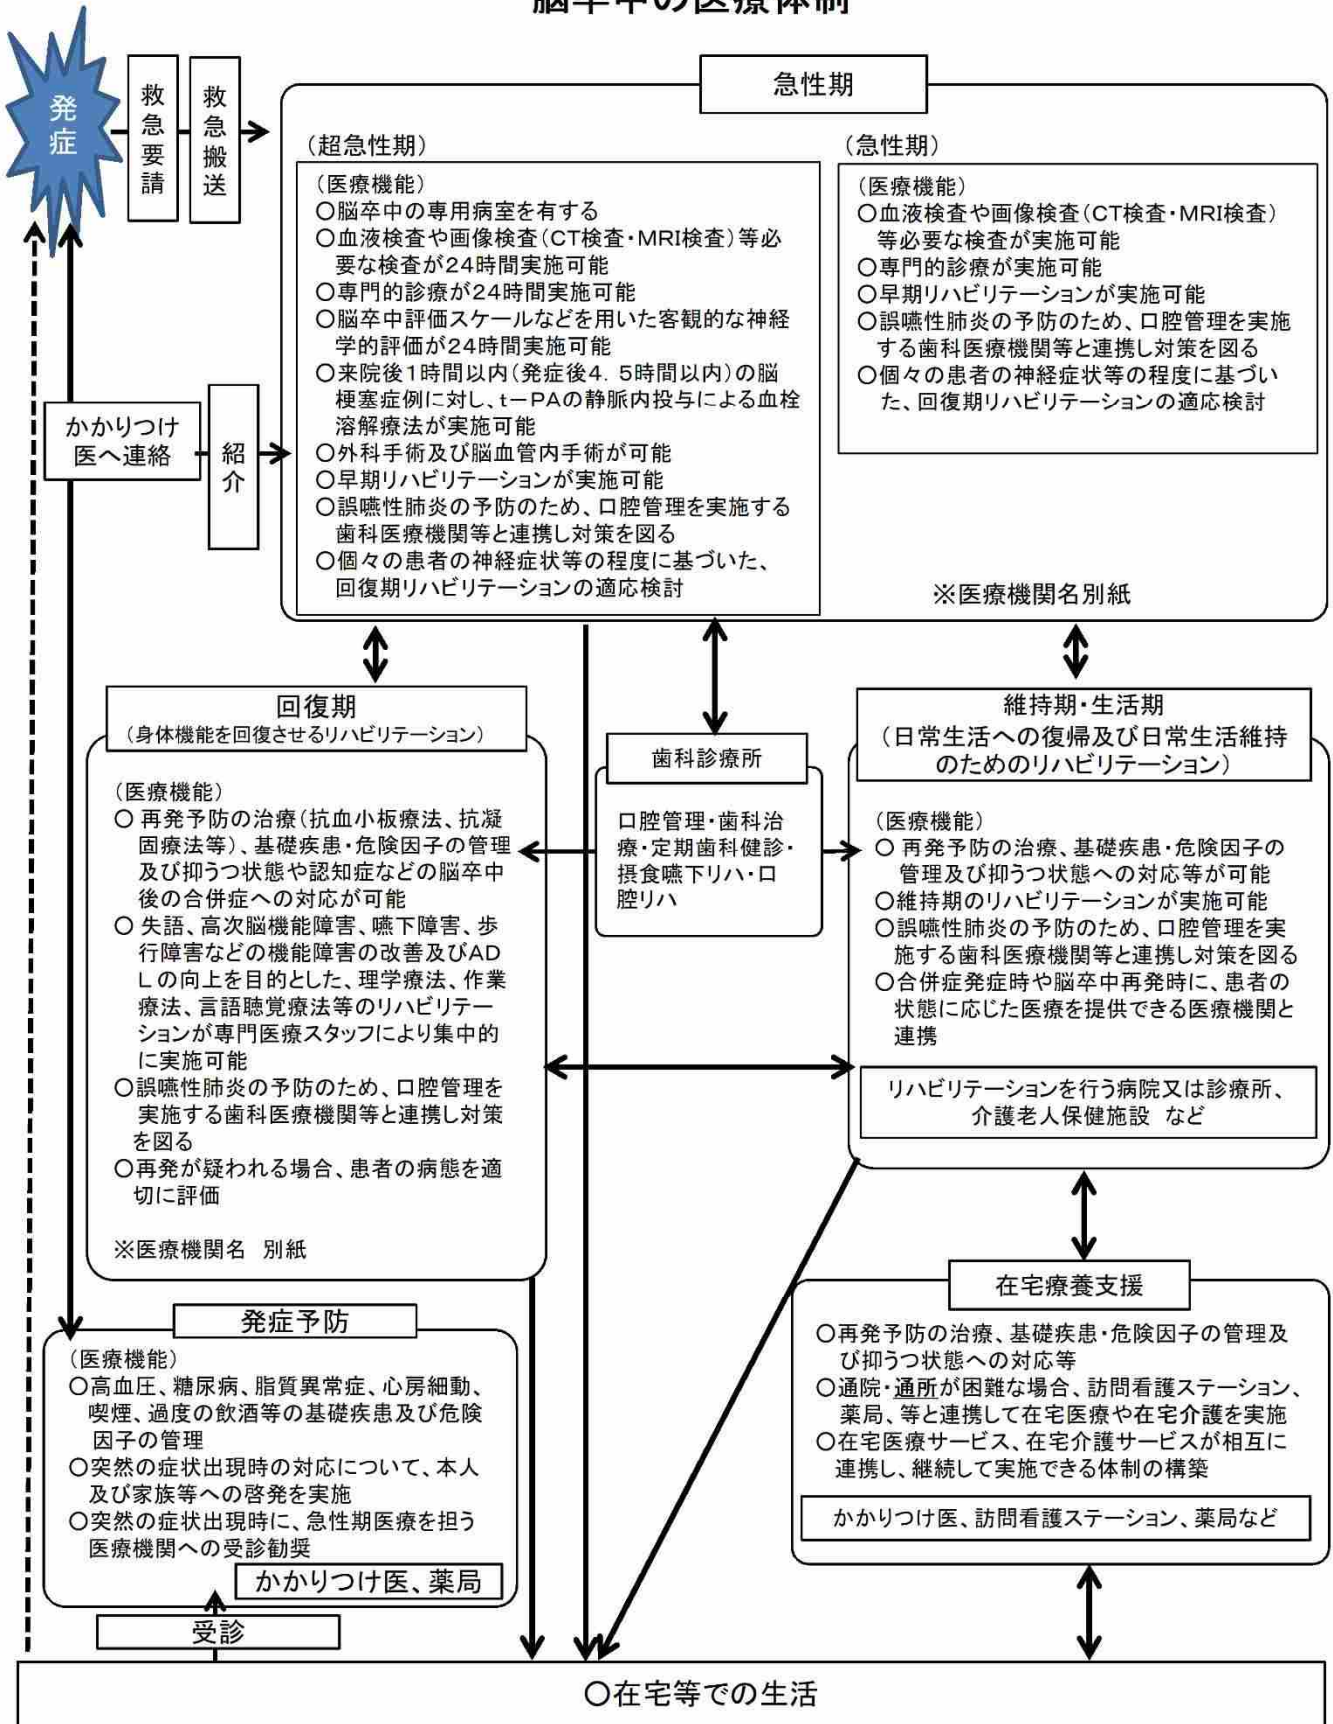 脳卒中の医療体制
発症
救急要請
救急搬送
急性期
（超急性期）
（医療機能）
○脳卒中の専用病室を有する
○血液検査や画像検査（CT検査・MRI検査）等必
要な検査が24時間実施可能
○専門的診療が24時間実施可能
○脳卒中評価スケールなどを用いた客観的な神経
学的評価が24時間実施可能
○来院後1時間以内（発症後4．5時間以内）の脳
梗塞症例に対し、t－PAの静脈内投与による血栓
溶解療法が実施可能
○外科手術及び脳血管内手術が可能
○早期リハビリテーションが実施可能
○誤嚥性肺炎の予防のため、口腔管理を実施する
歯科医療機関等と連携し対策を図る
○個々の患者の神経症状等の程度に基づいた、
回復期リハビリテーションの適応検討
（急性期）
（医療機能）
○血液検査や画像検査（CT検査・MRI検査）
等必要な検査が実施可能
○専門的診療が実施可能
○早期リハビリテーションが実施可能
○誤嚥性肺炎の予防のため、口腔管理を実施
する歯科医療機関等と連携し対策を図る
○個々の患者の神経症状等の程度に基づい
た、回復期リハビリテーションの適応検討
※医療機関名別紙
かかりつけ
医へ連絡
紹介
回復期
（身体機能を回復させるリハビリテーション）
（医療機能）
○ 再発予防の治療（抗血小板療法、抗凝
固療法等）、基礎疾患・危険因子の管理
及び抑うつ状態や認知症などの脳卒中
後の合併症への対応が可能
○ 失語、高次脳機能障害、嚥下障害、歩
行障害などの機能障害の改善及びAD
Lの向上を目的とした、理学療法、作業
療法、言語聴覚療法等のリハビリテー
ションが専門医療スタッフにより集中的
に実施可能
○誤嚥性肺炎の予防のため、口腔管理を
実施する歯科医療機関等と連携し対策
を図る
○再発が疑われる場合、患者の病態を適
切に評価
※医療機関名 別紙
歯科診療所
口腔管理・歯科治
療・定期歯科健診・
摂食嚥下リハ・口
腔リハ
維持期・生活期
（日常生活への復帰及び日常生活維持
のためのリハビリテーション）
（医療機能）
○ 再発予防の治療、基礎疾患・危険因子の
管理及び抑うつ状態への対応等が可能
○維持期のリハビリテーションが実施可能
○誤嚥性肺炎の予防のため、口腔管理を実
施する歯科医療機関等と連携し対策を図る
○合併症発症時や脳卒中再発時に、患者の
状態に応じた医療を提供できる医療機関と
連携
リハビリテーションを行う病院又は診療所、
介護老人保健施設 など
発症予防
（医療機能）
○高血圧、糖尿病、脂質異常症、心房細動、
喫煙、過度の飲酒等の基礎疾患及び危険
因子の管理
○突然の症状出現時の対応について、本人
及び家族等への啓発を実施
○突然の症状出現時に、急性期医療を担う
医療機関への受診勧奨
かかりつけ医、薬局
受診
在宅療養支援
○再発予防の治療、基礎疾患・危険因子の管理及
び抑うつ状態への対応等
○通院・通所が困難な場合、訪問看護ステーション、
薬局、等と連携して在宅医療や在宅介護を実施
○在宅医療サービス、在宅介護サービスが相互に
連携し、継続して実施できる体制の構築
かかりつけ医、訪問看護ステーション、薬局など
○在宅等での生活